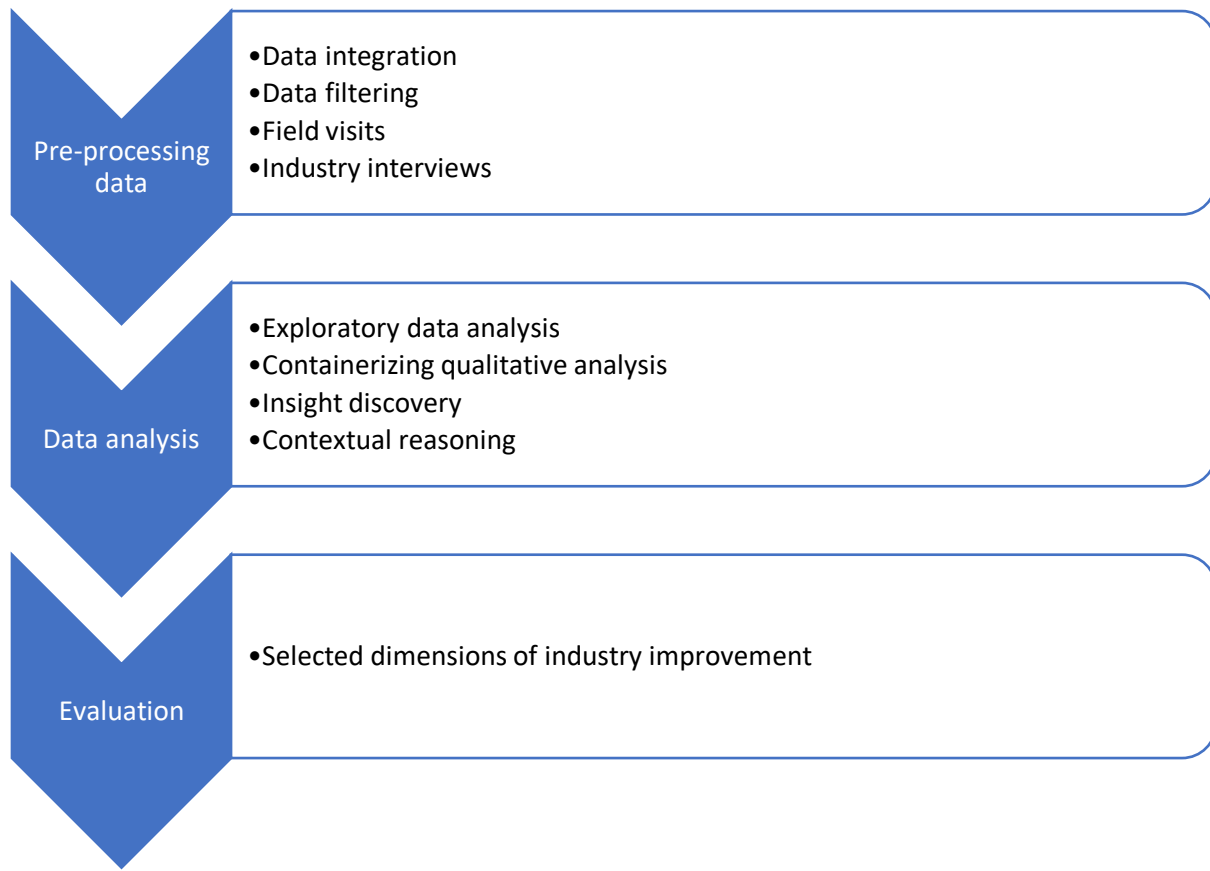 Pre-processing
data
•Data integration
•Data filtering
•Field visits
•Industry interviews
Data analysis
•Exploratory data analysis
•Containerizing qualitative analysis
•Insight discovery
•Contextual reasoning
Evaluation
•Selected dimensions of industry improvement